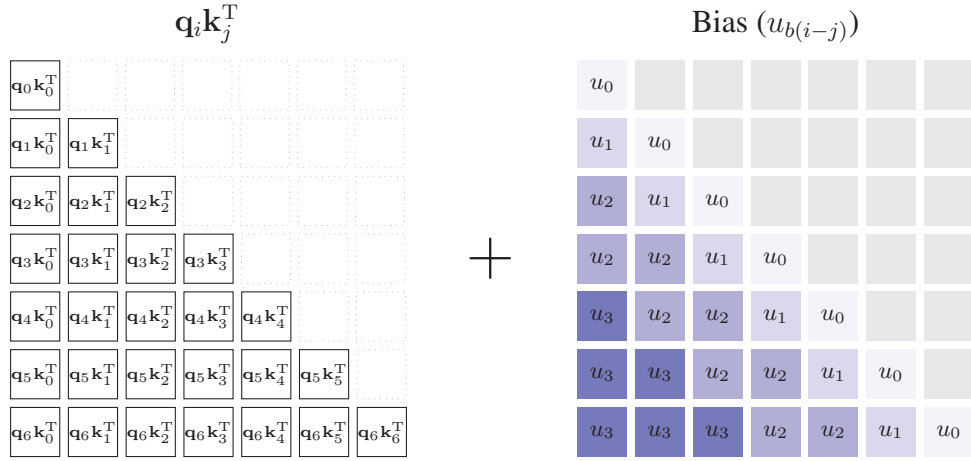 q_i k_j^T Bias (u_{b(i−j)})
q_0 k_0^T u_0
q_1 k_0^T q_1 k_1^T u_1 u_0
q_2 k_0^T q_2 k_1^T q_2 k_2^T u_2 u_1 u_0
q_3 k_0^T q_3 k_1^T q_3 k_2^T q_3 k_3^T u_2 u_2 u_1 u_0
+
q_4 k_0^T q_4 k_1^T q_4 k_2^T q_4 k_3^T q_4 k_4^T u_3 u_2 u_2 u_1 u_0
q_5 k_0^T q_5 k_1^T q_5 k_2^T q_5 k_3^T q_5 k_4^T q_5 k_5^T u_3 u_3 u_2 u_2 u_1 u_0
q_6 k_0^T q_6 k_1^T q_6 k_2^T q_6 k_3^T q_6 k_4^T q_6 k_5^T q_6 k_6^T u_3 u_3 u_3 u_2 u_2 u_1 u_0